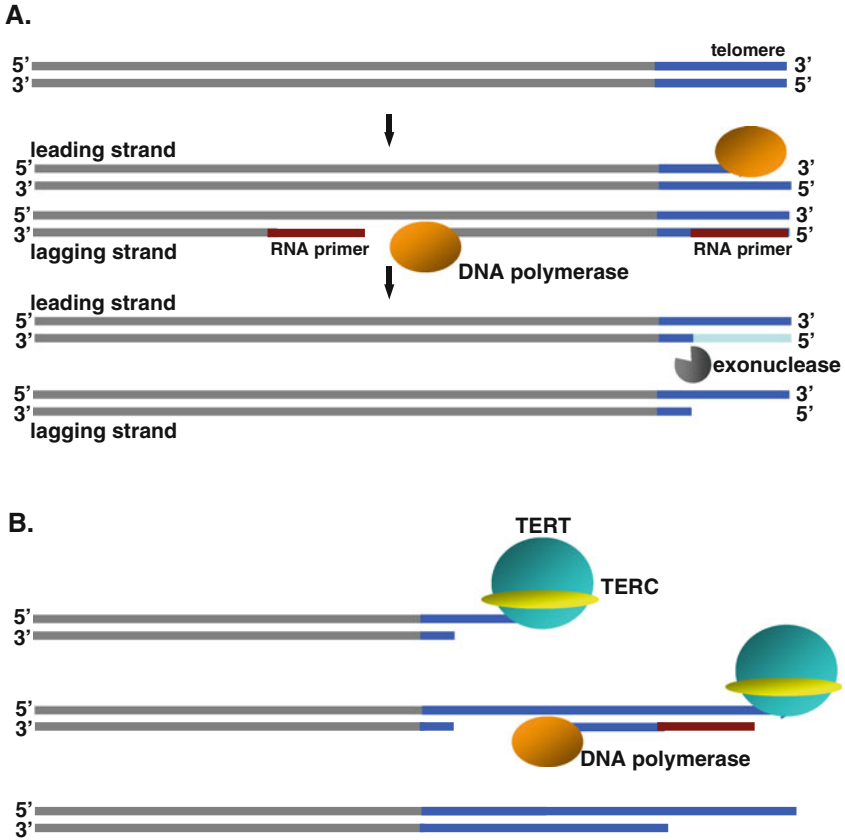 A.
telomere
5’ 3’
3’ 5’
leading strand
5’ 3’
3’ 5’
5’ 3’
3’ 5’
lagging strand RNA primer RNA primer
DNA polymerase
leading strand
5’ 3’
3’ 5’
exonuclease
5’ 3’
3’ 5’
lagging strand
B.
TERT
TERC
5’
3’
5’
3’
DNA polymerase
5’
3’